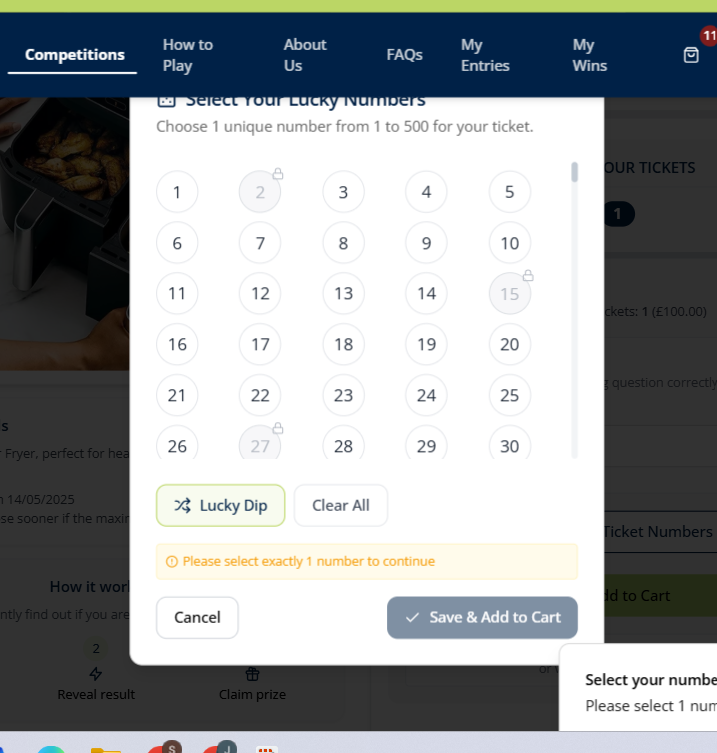 Competitions
How to
Play
About
Us
FAQs
My
Entries
My
Wins
11
Select Your Lucky Numbers
Choose 1 unique number from 1 to 500 for your ticket.
OUR TICKETS
1 2 3 4 5
1
6 7 8 9 10
11 12 13 14 15
ckets: 1 (£100.00)
16 17 18 19 20
g question correctly
21 22 23 24 25
s
26 27 28 29 30
Fryer, perfect for hea
n 14/05/2025
Lucky Dip Clear All
se sooner if the maxir
Ticket Numbers
Please select exactly 1 number to continue
How it worl
dd to Cart
ntly find out if you are
Cancel Save & Add to Cart
2
or
Select your numbe
Reveal result Claim prize
Please select 1 num
S J